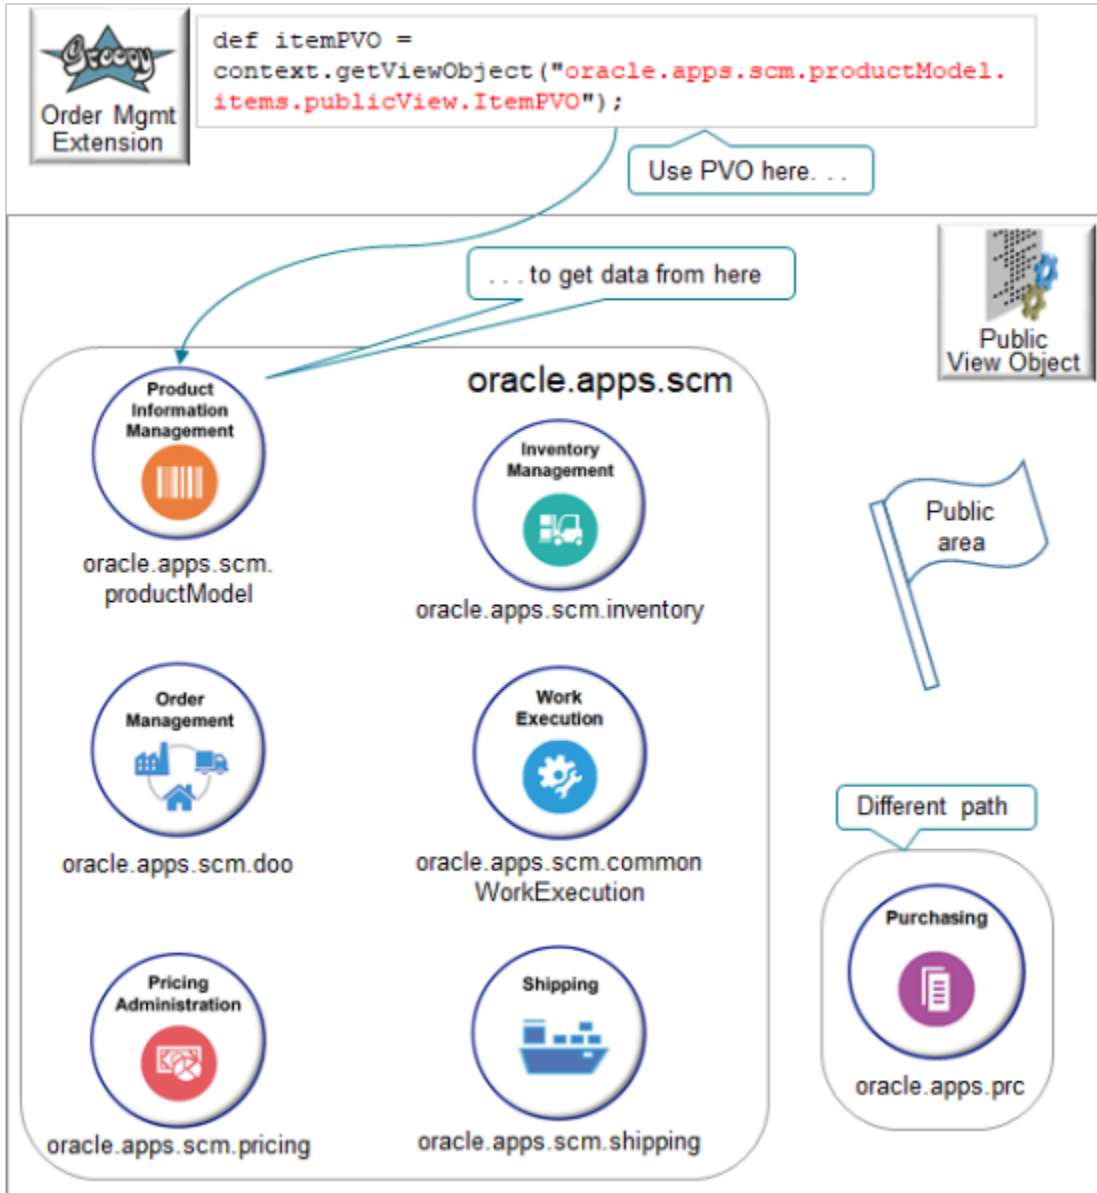 Groovy
Order Mgmt
Extension
def itemPVO =
context.getViewObject("oracle.apps.scm.productModel.
items.publicView.ItemPVO");
Use PVO here. . .
. . . to get data from here
Public
View Object
oracle.apps.scm
Product
Information
Management
oracle.apps.scm.
productModel
Inventory
Management
oracle.apps.scm.inventory
Public
area
Order
Management
oracle.apps.scm.doo
Work
Execution
oracle.apps.scm.common
WorkExecution
Different path
Purchasing
oracle.apps.prc
Pricing
Administration
oracle.apps.scm.pricing
Shipping
oracle.apps.scm.shipping